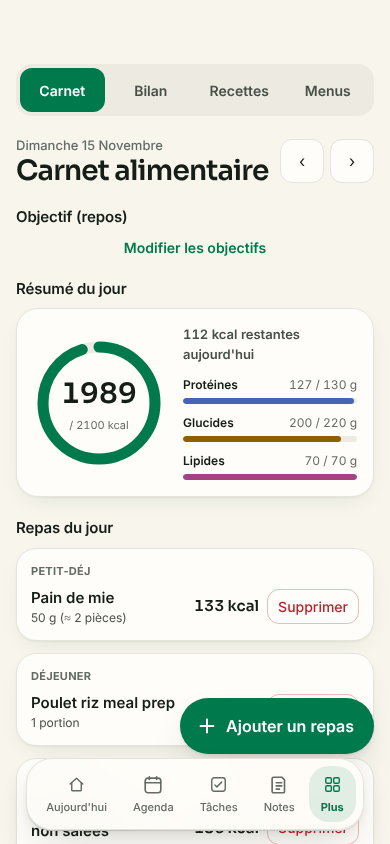 Carnet
Bilan
Recettes
Menus
Dimanche 15 Novembre
Carnet alimentaire
‹
›
Objectif (repos)
Modifier les objectifs
Résumé du jour
1989
/ 2100 kcal
112 kcal restantes
aujourd'hui
Protéines 127 / 130 g
Glucides 200 / 220 g
Lipides 70 / 70 g
Repas du jour
PETIT-DÉJ
Pain de mie
50 g (≈ 2 pièces)
133 kcal
Supprimer
DÉJEUNER
Poulet riz meal prep
1 portion
Ajouter un repas
Aujourd'hui
Agenda
Tâches
Notes
Plus
non salées
Supprimer